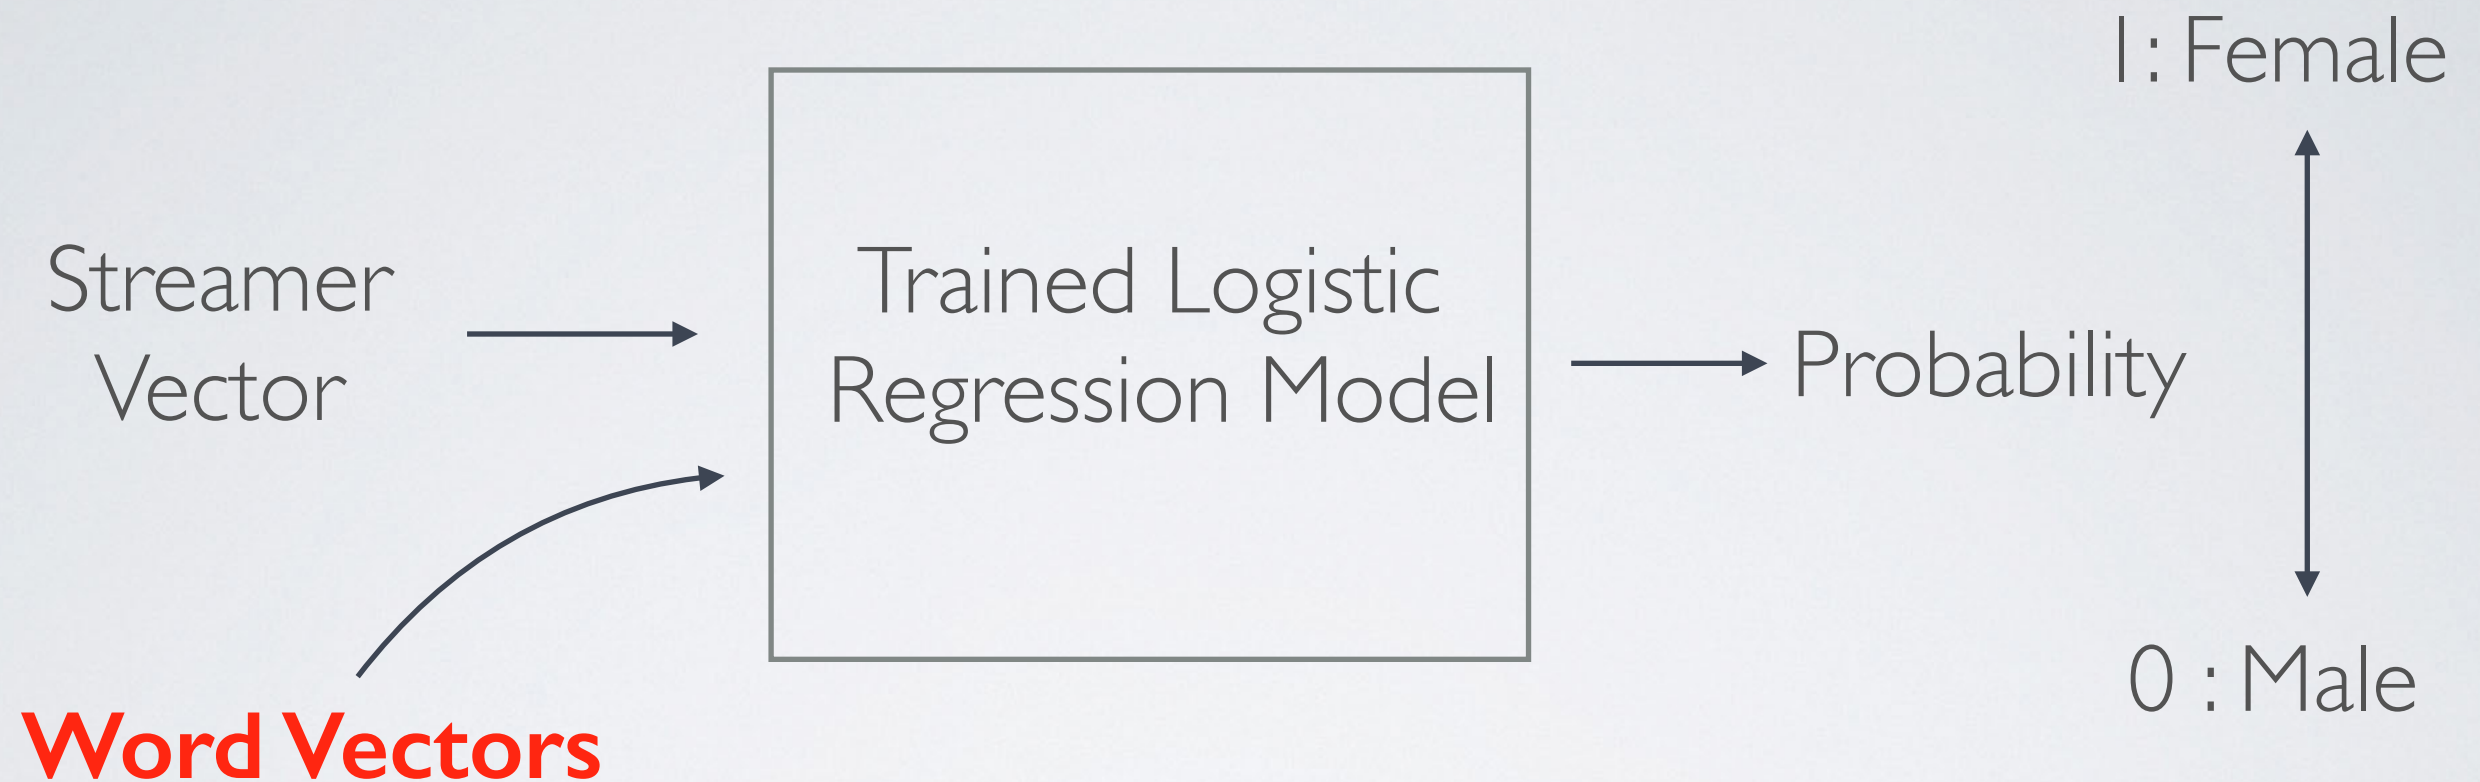 1 : Female
Streamer
Vector
Trained Logistic
Regression Model
Probability
0 : Male
Word Vectors